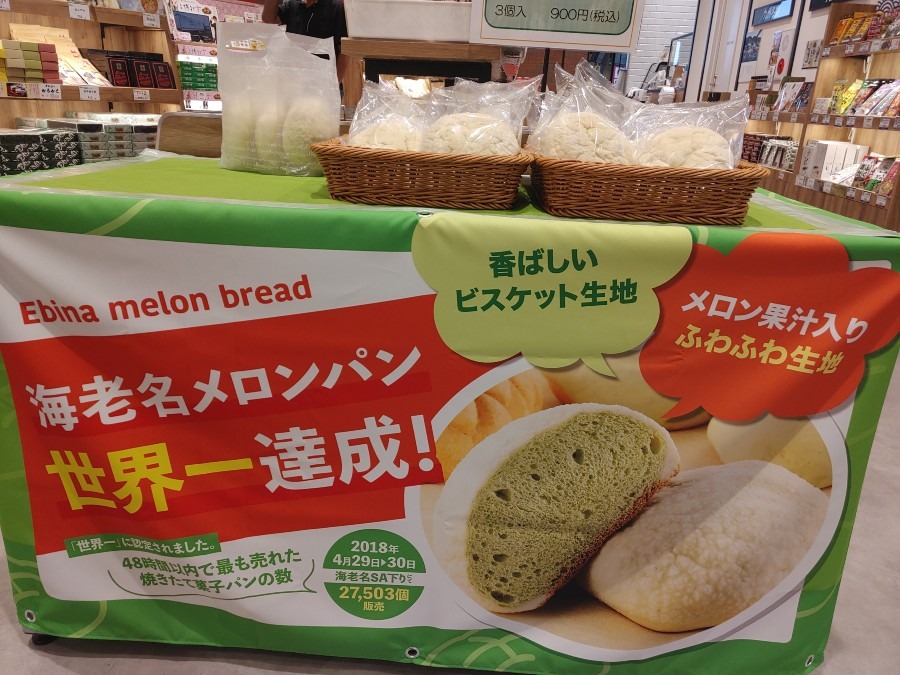 3個入 900円(税込)
Ebina melon bread
海老名メロンパン
世界一達成!
「世界一」に認定されました。
48時間以内で最も売れた
焼きたて菓子パンの数
2018年
4月29日▶30日
海老名SA下りにて
27,503個
販売
香ばしい
ビスケット生地
メロン果汁入り
ふわふわ生地